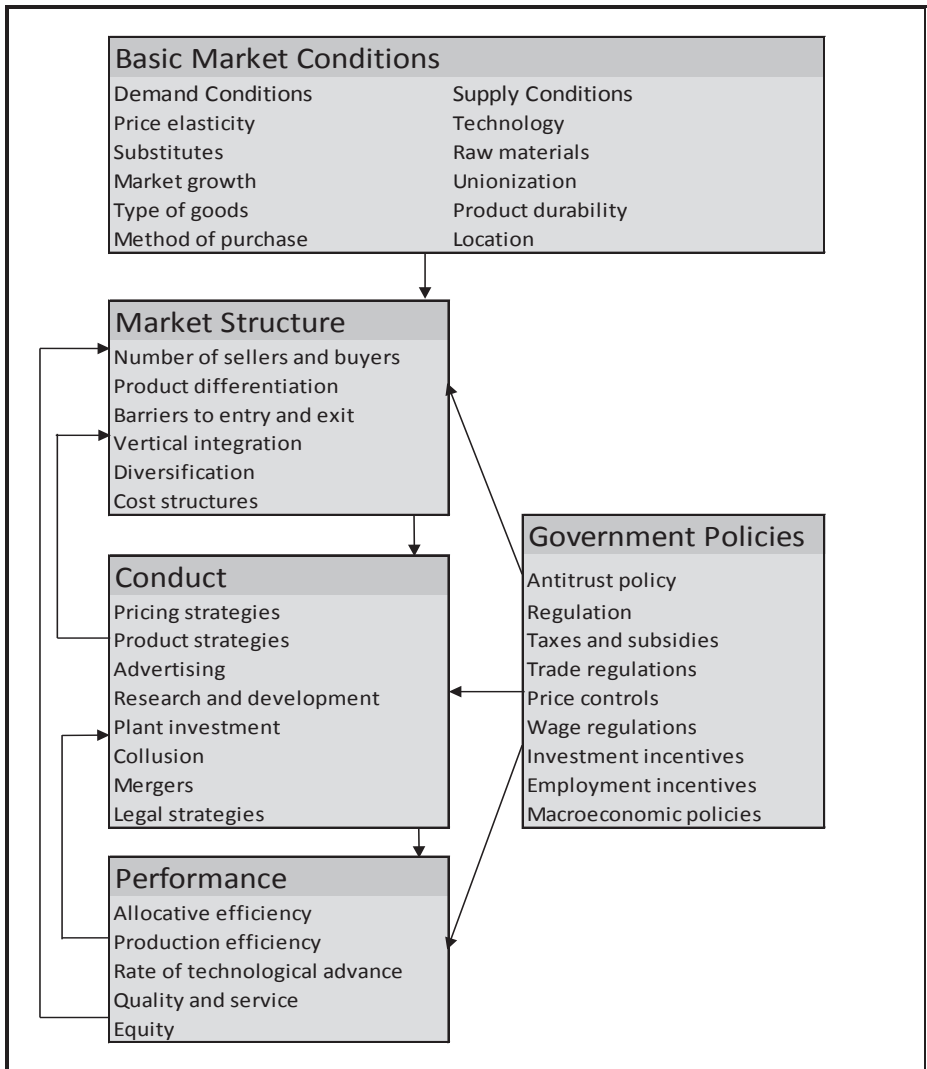 Basic Market Conditions
Demand Conditions
Price elasticity
Substitutes
Market growth
Type of goods
Method of purchase
Supply Conditions
Technology
Raw materials
Unionization
Product durability
Location
Market Structure
Number of sellers and buyers
Product differentiation
Barriers to entry and exit
Vertical integration
Diversification
Cost structures
Conduct
Pricing strategies
Product strategies
Advertising
Research and development
Plant investment
Collusion
Mergers
Legal strategies
Performance
Allocative efficiency
Production efficiency
Rate of technological advance
Quality and service
Equity
Government Policies
Antitrust policy
Regulation
Taxes and subsidies
Trade regulations
Price controls
Wage regulations
Investment incentives
Employment incentives
Macroeconomic policies